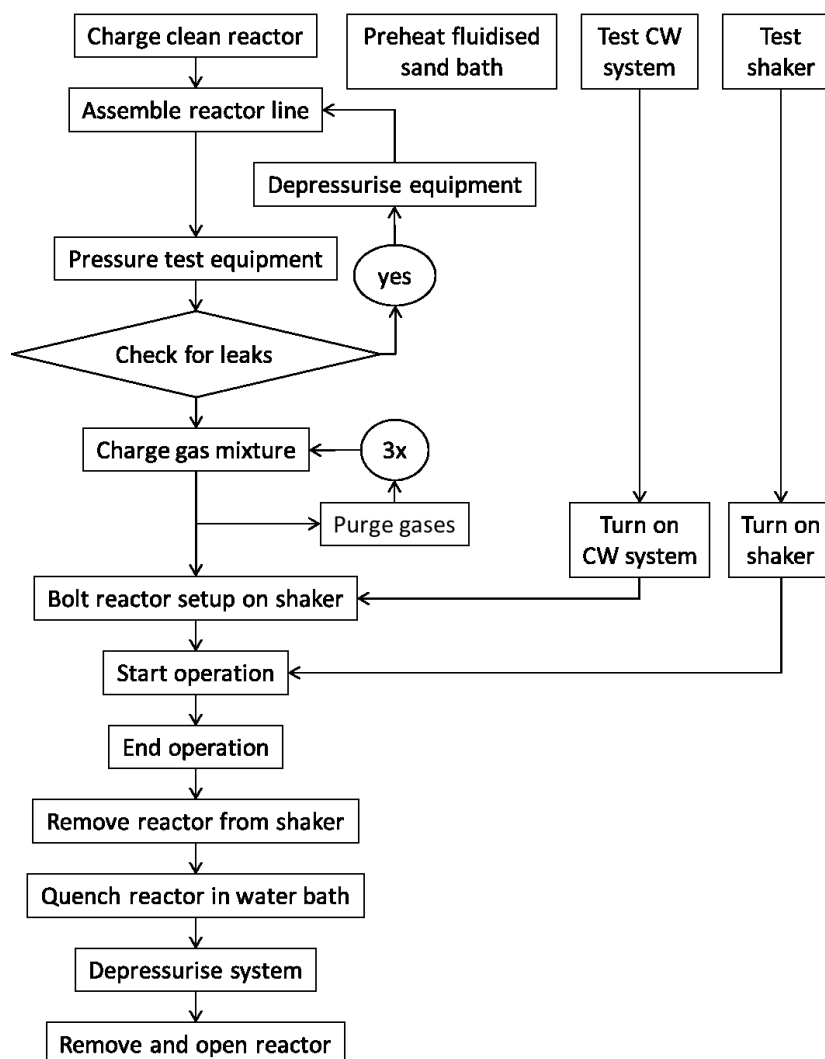 Charge clean reactor
Preheat fluidised
sand bath
Test CW
system
Test
shaker
Assemble reactor line
Depressurise equipment
Pressure test equipment
yes
Check for leaks
Charge gas mixture
3x
Purge gases
Turn on
CW system
Turn on
shaker
Bolt reactor setup on shaker
Start operation
End operation
Remove reactor from shaker
Quench reactor in water bath
Depressurise system
Remove and open reactor